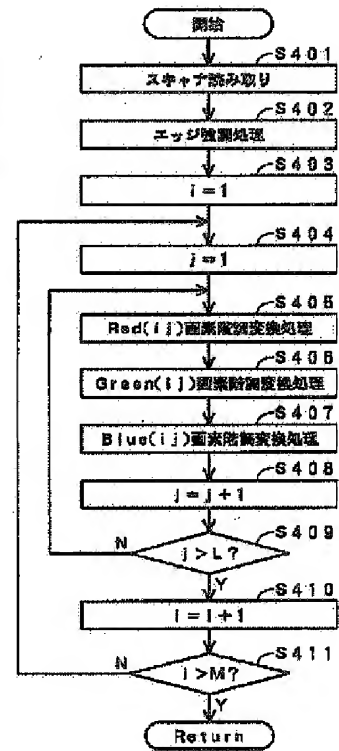 開始
S401
スキャナ読み取り
S402
エッジ強調処理
S403
i=1
S404
j=1
S405
Red(ij)画素階調変換処理
S406
Green(ij)画素階調変換処理
S407
Blue(ij)画素階調変換処理
S408
j=j+1
S409
j>L?
N
Y
S410
i=i+1
S411
i>M?
N
Y
Return